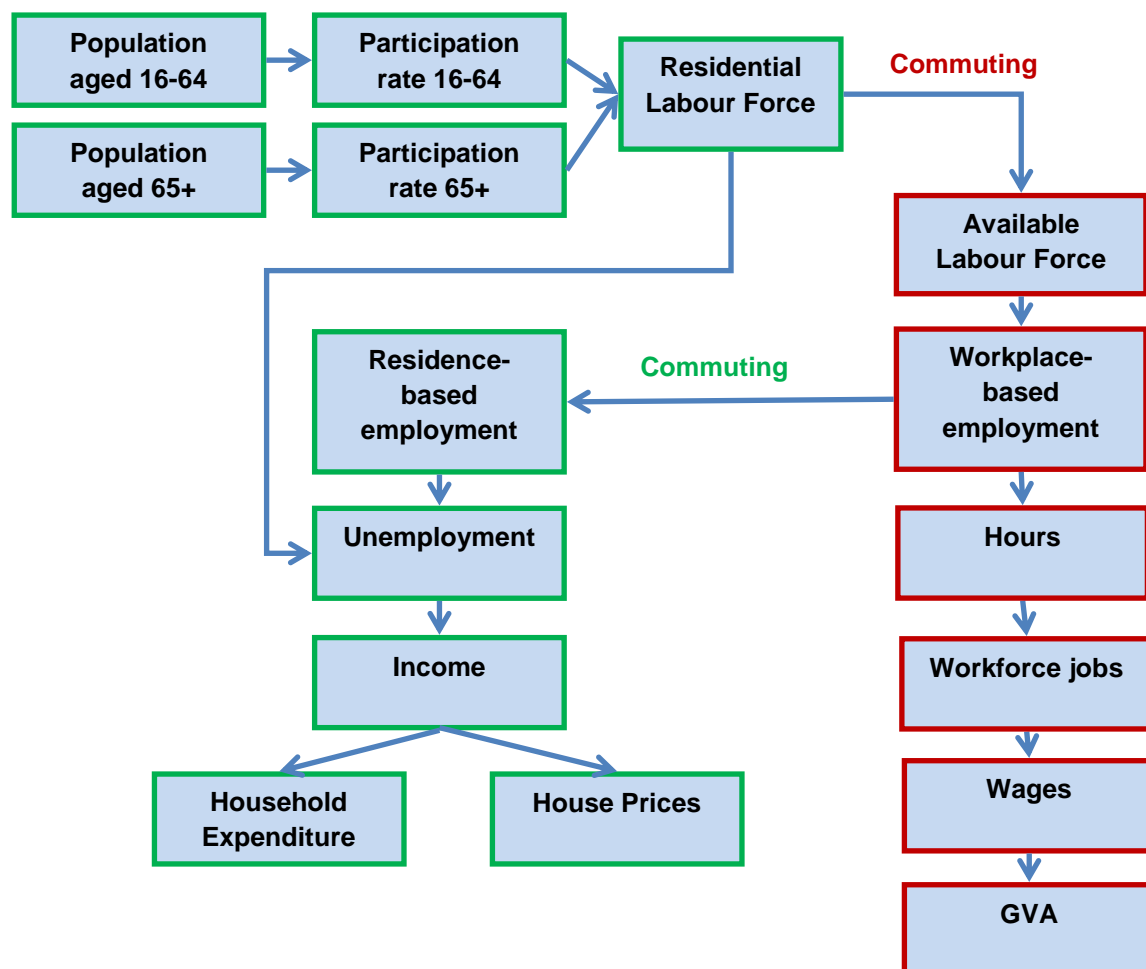 Population
aged 16-64
Participation
rate 16-64
Residential
Labour Force
Commuting
Population
aged 65+
Participation
rate 65+
Available
Labour Force
Residence-
based
employment
Commuting
Workplace-
based
employment
Unemployment
Hours
Income
Workforce jobs
Household
Expenditure
House Prices
Wages
GVA